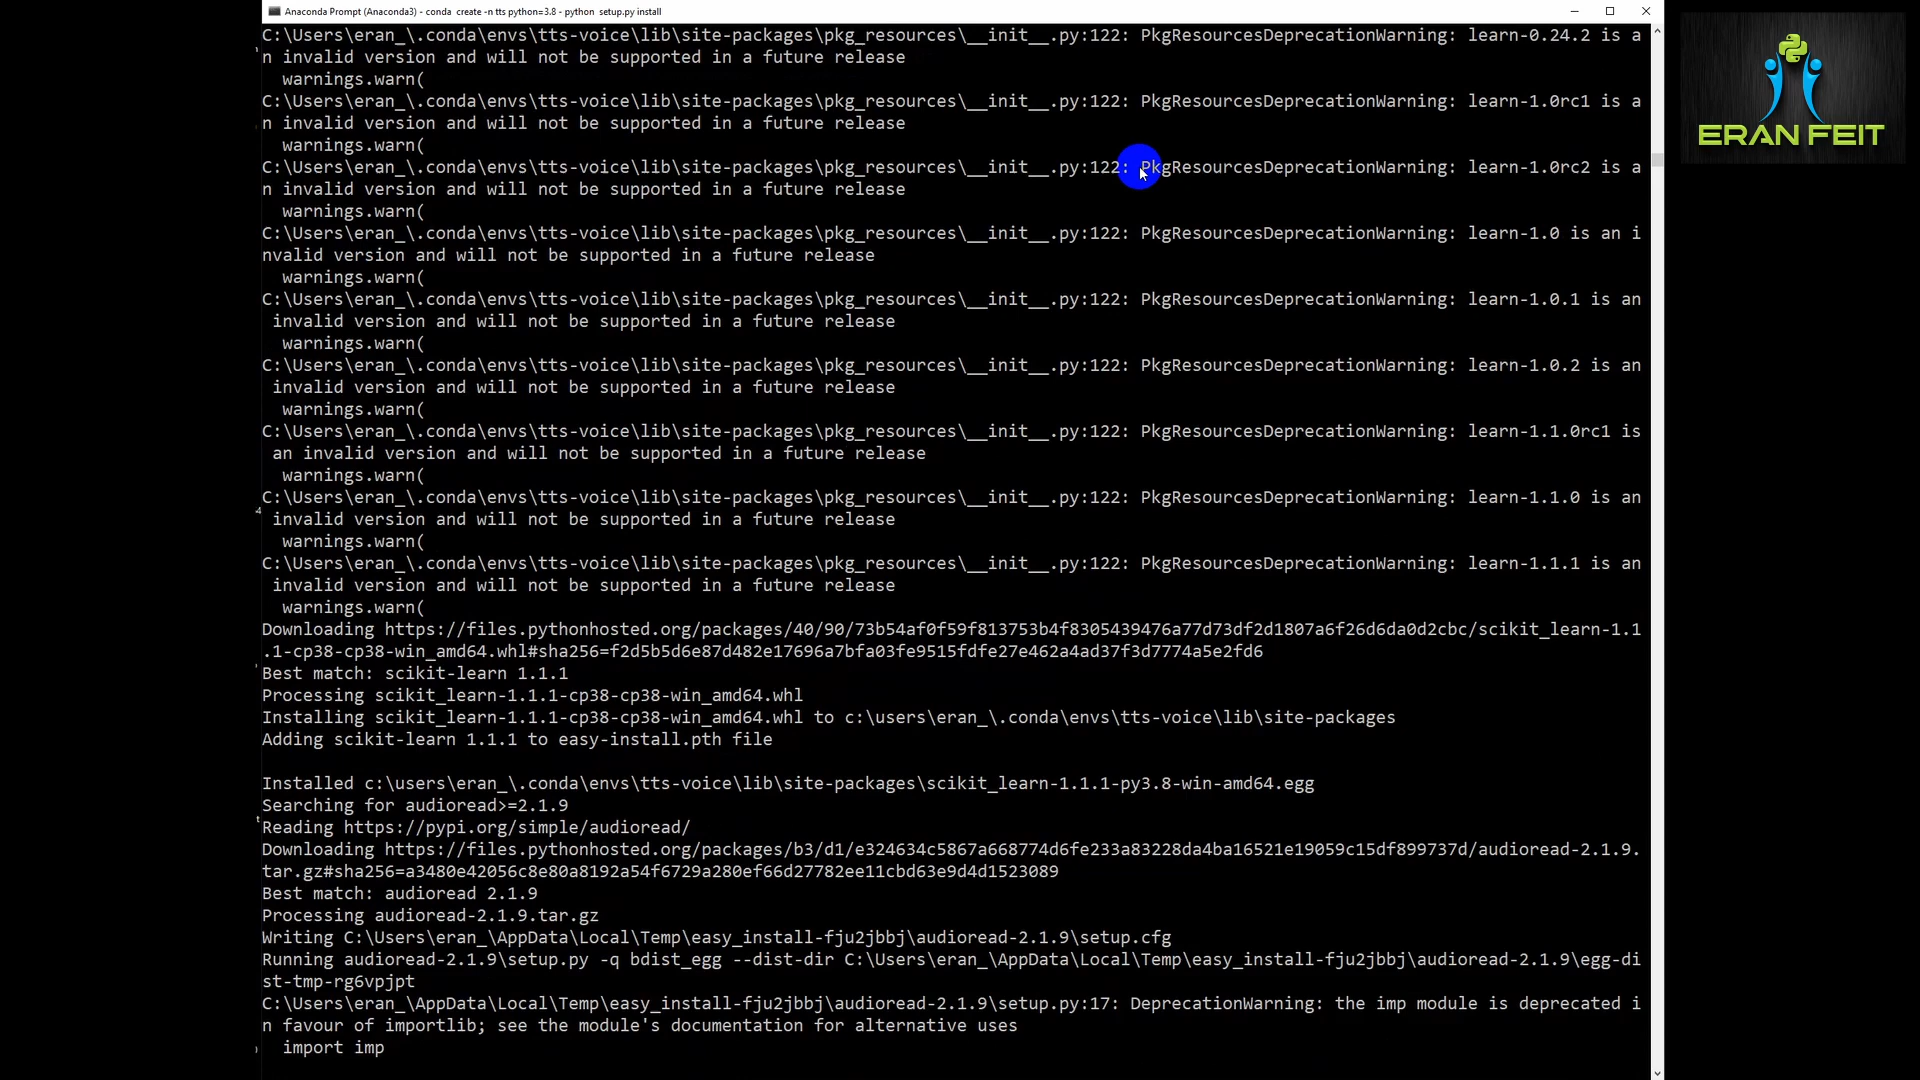 Anaconda Prompt (Anaconda3) - conda  create -n tts python=3.8 - python  setup.py install
C:\Users\eran_\.conda\envs\tts-voice\lib\site-packages\pkg_resources\__init__.py:122: PkgResourcesDeprecationWarning: learn-0.24.2 is a
n invalid version and will not be supported in a future release
  warnings.warn(
C:\Users\eran_\.conda\envs\tts-voice\lib\site-packages\pkg_resources\__init__.py:122: PkgResourcesDeprecationWarning: learn-1.0rc1 is a
n invalid version and will not be supported in a future release
  warnings.warn(
C:\Users\eran_\.conda\envs\tts-voice\lib\site-packages\pkg_resources\__init__.py:122: PkgResourcesDeprecationWarning: learn-1.0rc2 is a
n invalid version and will not be supported in a future release
  warnings.warn(
C:\Users\eran_\.conda\envs\tts-voice\lib\site-packages\pkg_resources\__init__.py:122: PkgResourcesDeprecationWarning: learn-1.0 is an i
nvalid version and will not be supported in a future release
  warnings.warn(
C:\Users\eran_\.conda\envs\tts-voice\lib\site-packages\pkg_resources\__init__.py:122: PkgResourcesDeprecationWarning: learn-1.0.1 is an
 invalid version and will not be supported in a future release
  warnings.warn(
C:\Users\eran_\.conda\envs\tts-voice\lib\site-packages\pkg_resources\__init__.py:122: PkgResourcesDeprecationWarning: learn-1.0.2 is an
 invalid version and will not be supported in a future release
  warnings.warn(
C:\Users\eran_\.conda\envs\tts-voice\lib\site-packages\pkg_resources\__init__.py:122: PkgResourcesDeprecationWarning: learn-1.1.0rc1 is
 an invalid version and will not be supported in a future release
  warnings.warn(
C:\Users\eran_\.conda\envs\tts-voice\lib\site-packages\pkg_resources\__init__.py:122: PkgResourcesDeprecationWarning: learn-1.1.0 is an
 invalid version and will not be supported in a future release
  warnings.warn(
C:\Users\eran_\.conda\envs\tts-voice\lib\site-packages\pkg_resources\__init__.py:122: PkgResourcesDeprecationWarning: learn-1.1.1 is an
 invalid version and will not be supported in a future release
  warnings.warn(
Downloading https://files.pythonhosted.org/packages/40/90/73b54af0f59f813753b4f8305439476a77d73df2d1807a6f26d6da0d2cbc/scikit_learn-1.1
.1-cp38-cp38-win_amd64.whl#sha256=f2d5b5d6e87d482e17696a7bfa03fe9515fdfe27e462a4ad37f3d7774a5e2fd6
Best match: scikit-learn 1.1.1
Processing scikit_learn-1.1.1-cp38-cp38-win_amd64.whl
Installing scikit_learn-1.1.1-cp38-cp38-win_amd64.whl to c:\users\eran_\.conda\envs\tts-voice\lib\site-packages
Adding scikit-learn 1.1.1 to easy-install.pth file

Installed c:\users\eran_\.conda\envs\tts-voice\lib\site-packages\scikit_learn-1.1.1-py3.8-win-amd64.egg
Searching for audioread>=2.1.9
Reading https://pypi.org/simple/audioread/
Downloading https://files.pythonhosted.org/packages/b3/d1/e324634c5867a668774d6fe233a83228da4ba16521e19059c15df899737d/audioread-2.1.9.
tar.gz#sha256=a3480e42056c8e80a8192a54f6729a280ef66d27782ee11cbd63e9d4d1523089
Best match: audioread 2.1.9
Processing audioread-2.1.9.tar.gz
Writing C:\Users\eran_\AppData\Local\Temp\easy_install-fju2jbbj\audioread-2.1.9\setup.cfg
Running audioread-2.1.9\setup.py -q bdist_egg --dist-dir C:\Users\eran_\AppData\Local\Temp\easy_install-fju2jbbj\audioread-2.1.9\egg-di
st-tmp-rg6vpjpt
C:\Users\eran_\AppData\Local\Temp\easy_install-fju2jbbj\audioread-2.1.9\setup.py:17: DeprecationWarning: the imp module is deprecated i
n favour of importlib; see the module's documentation for alternative uses
  import imp
ERAN FEIT